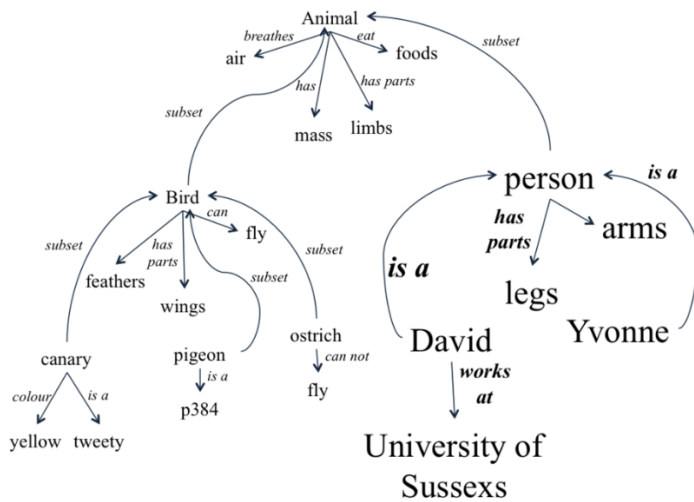 Animal
breathes
eat
subset
air
foods
has
has parts
subset
mass
limbs
person
is a
Bird
can
has
parts
arms
fly
subset
has
parts
subset
subset
feathers
is a
legs
wings
Yvonne
ostrich
David
canary
pigeon
can not
works
at
is a
colour
is a
p384
fly
yellow
tweety
University of
Sussexs